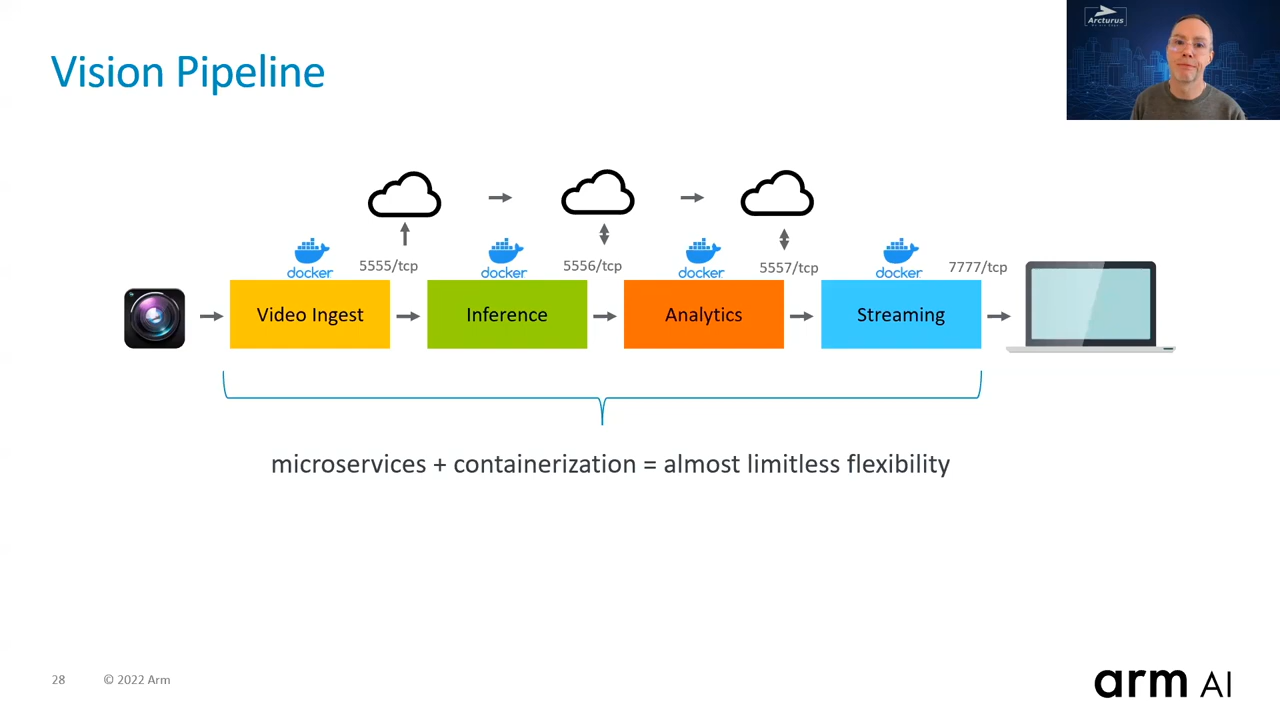 Vision Pipeline
Arcturus
docker
5555/tcp
docker
5556/tcp
docker
5557/tcp
docker
7777/tcp
Video Ingest
Inference
Analytics
Streaming
microservices + containerization = almost limitless flexibility
28
© 2022 Arm
arm AI